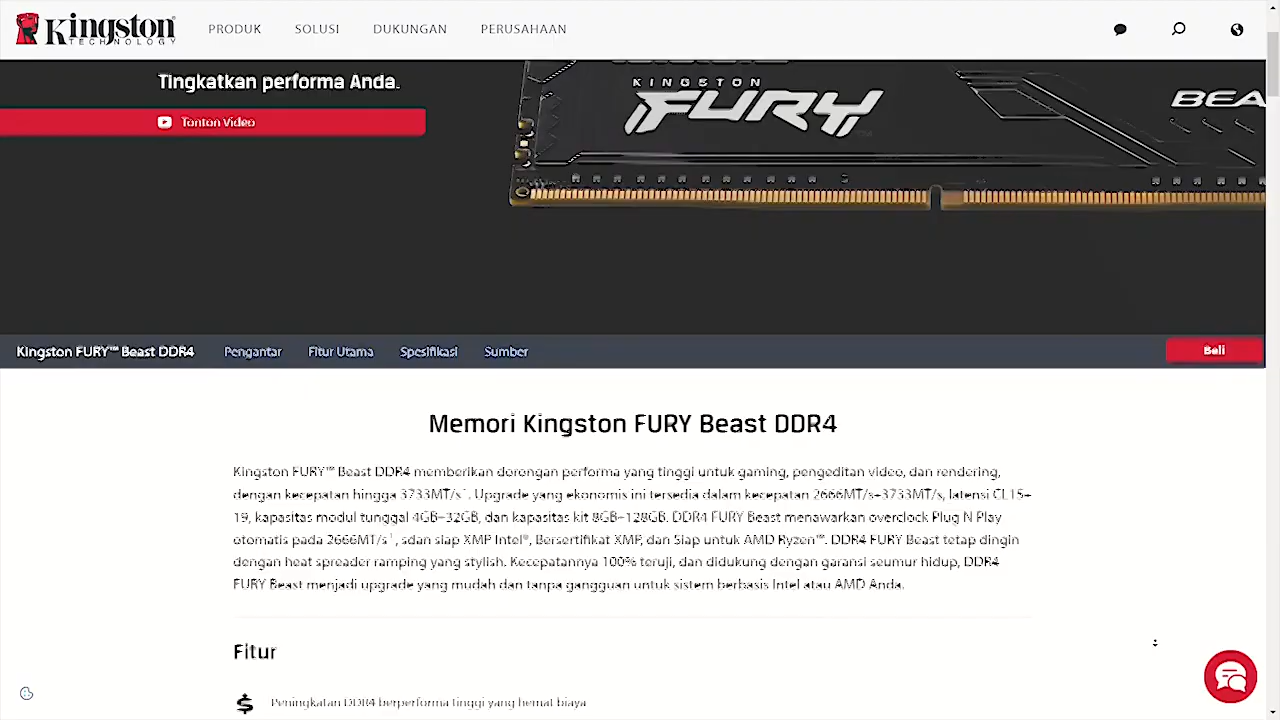 Kingston
TECHNOLOGY
PRODUK
SOLUSI
DUKUNGAN
PERUSAHAAN
Tingkatkan performa Anda.
Tonton Video
KINGSTON
FURY
BEA
Kingston FURY™ Beast DDR4
Pengantar
Fitur Utama
Spesifikasi
Sumber
Beli
Memori Kingston FURY Beast DDR4
Kingston FURY™ Beast DDR4 memberikan dorongan performa yang tinggi untuk gaming, pengeditan video, dan rendering,
dengan kecepatan hingga 3733MT/s¹. Upgrade yang ekonomis ini tersedia dalam kecepatan 2666MT/s–3733MT/s, latensi CL15–
19, kapasitas modul tunggal 4GB–32GB, dan kapasitas kit 8GB–128GB. DDR4 FURY Beast menawarkan overclock Plug N Play
otomatis pada 2666MT/s¹, sdan siap XMP Intel®, Bersertifikat XMP, dan Siap untuk AMD Ryzen™. DDR4 FURY Beast tetap dingin
dengan heat spreader ramping yang stylish. Kecepatannya 100% teruji, dan didukung dengan garansi seumur hidup, DDR4
FURY Beast menjadi upgrade yang mudah dan tanpa gangguan untuk sistem berbasis Intel atau AMD Anda.
Fitur
Peningkatan DDR4 berperforma tinggi yang hemat biaya